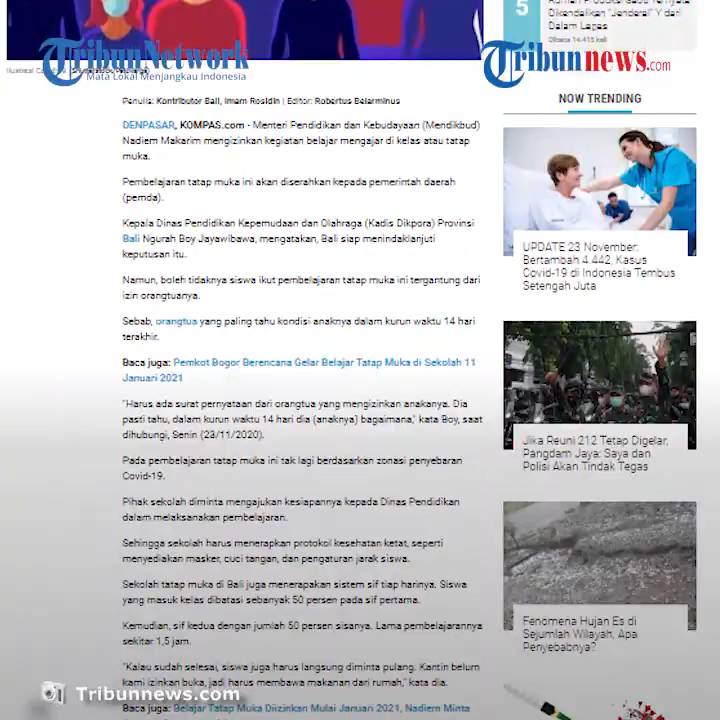 5
Dikendalikan "Jenderal" Y dari
Dalam Lapas
Dibaca 14.415 kali
Tribun Network
Mata Lokal Menjangkau Indonesia
Tribunnews.com
Penulis: Kontributor Bali, Imam Rosidin | Editor: Robertus Belarminus
DENPASAR, KOMPAS.com - Menteri Pendidikan dan Kebudayaan (Mendikbud)
Nadiem Makarim mengizinkan kegiatan belajar mengajar di kelas atau tatap
muka.
Pembelajaran tatap muka ini akan diserahkan kepada pemerintah daerah
(pemda).
Kepala Dinas Pendidikan Kepemudaan dan Olahraga (Kadis Dikpora) Provinsi
Bali Ngurah Boy Jayawibawa, mengatakan, Bali siap menindaklanjuti
keputusan itu.
Namun, boleh tidaknya siswa ikut pembelajaran tatap muka ini tergantung dari
izin orangtuanya.
Sebab, orangtua yang paling tahu kondisi anaknya dalam kurun waktu 14 hari
terakhir.
Baca juga: Pemkot Bogor Berencana Gelar Belajar Tatap Muka di Sekolah 11
Januari 2021
"Harus ada surat pernyataan dari orangtua yang mengizinkan anakanya. Dia
pasti tahu, dalam kurun waktu 14 hari dia (anaknya) bagaimana," kata Boy, saat
dihubungi, Senin (23/11/2020).
Pada pembelajaran tatap muka ini tak lagi berdasarkan zonasi penyebaran
Covid-19.
Pihak sekolah diminta mengajukan kesiapannya kepada Dinas Pendidikan
dalam melaksanakan pembelajaran.
Sehingga sekolah harus menerapkan protokol kesehatan ketat, seperti
menyediakan masker, cuci tangan, dan pengaturan jarak siswa.
Sekolah tatap muka di Bali juga menerapakan sistem sif tiap harinya. Siswa
yang masuk kelas dibatasi sebanyak 50 persen pada sif pertama.
Kemudian, sif kedua dengan jumlah 50 persen sisanya. Lama pembelajarannya
sekitar 1,5 jam.
"Kalau sudah selesai, siswa juga harus langsung diminta pulang. Kantin belum
kami izinkan buka, jadi harus membawa makanan dari rumah," kata dia.
Baca juga: Belajar Tatap Muka Diizinkan Mulai Januari 2021, Nadiem Minta
NOW TRENDING
UPDATE 23 November:
Bertambah 4.442, Kasus
Covid-19 di Indonesia Tembus
Setengah Juta
Jika Reuni 212 Tetap Digelar,
Pangdam Jaya: Saya dan
Polisi Akan Tindak Tegas
Fenomena Hujan Es di
Sejumlah Wilayah, Apa
Penyebabnya?
Tribunnews.com